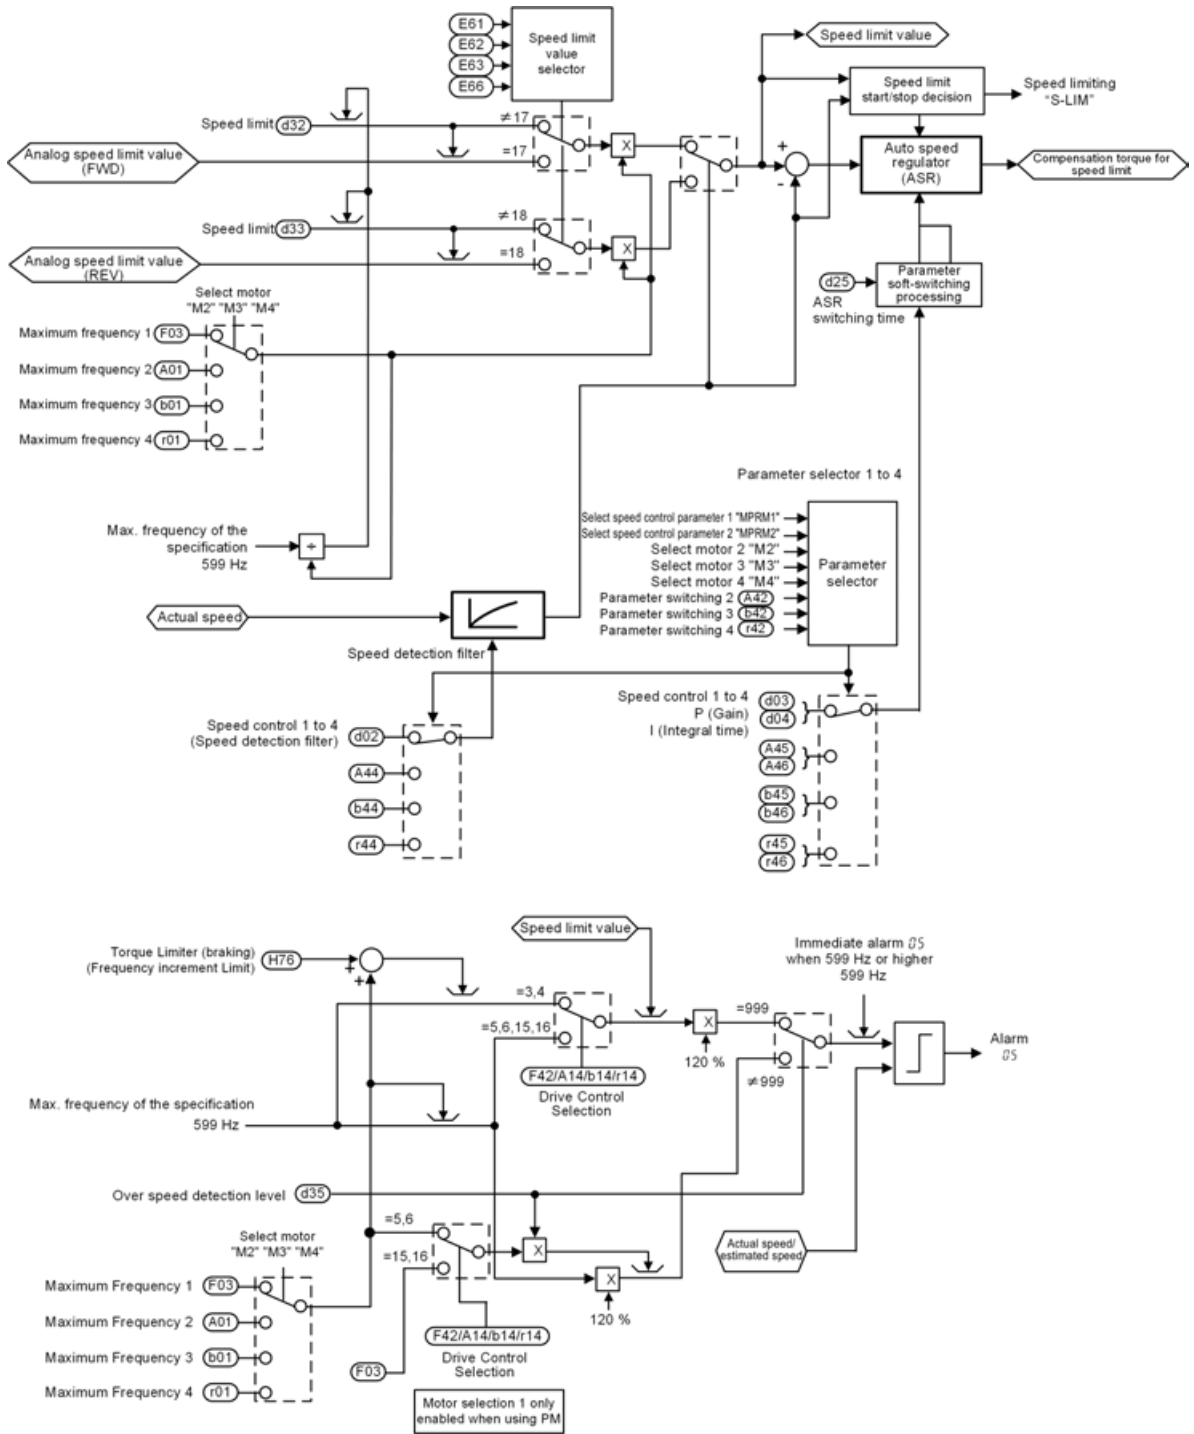 E61
E62
E63
E66
Speed limit
value
selector
Speed limit value
Speed limit
start/stop decision
Speed limiting
"S-LIM"
Speed limit d32
≠17
=17
Analog speed limit value
(FWD)
X
+
-
Auto speed
regulator
(ASR)
Compensation torque for
speed limit
Speed limit d33
≠18
=18
Analog speed limit value
(REV)
X
d25
ASR
switching time
Parameter
soft-switching
processing
Select motor
"M2" "M3" "M4"
Maximum frequency 1 F03
Maximum frequency 2 A01
Maximum frequency 3 b01
Maximum frequency 4 r01
Max. frequency of the
specification
599 Hz
÷
Parameter selector 1 to 4
Select speed control parameter 1 "MPRM1"
Select speed control parameter 2 "MPRM2"
Select motor 2 "M2"
Select motor 3 "M3"
Select motor 4 "M4"
Parameter switching 2 A42
Parameter switching 3 b42
Parameter switching 4 r42
Parameter
selector
Actual speed
Speed detection filter
Speed control 1 to 4
(Speed detection filter)
d02
A44
b44
r44
Speed control 1 to 4
P (Gain)
I (Integral time)
d03
d04
A45
A46
b45
b46
r45
r46
Torque Limiter (braking)
(Frequency increment Limit)
H76
+
+
Speed limit value
Immediate alarm 05
when 599 Hz or higher
599 Hz
=3,4
=5,6,15,16
X
120 %
=999
≠999
F42/A14/b14/r14
Drive Control
Selection
Alarm
05
Max. frequency of the specification
599 Hz
Over speed detection level d35
Select motor
"M2" "M3" "M4"
=5,6
=15,16
X
X
120 %
Actual speed/
estimated speed
Maximum Frequency 1 F03
Maximum Frequency 2 A01
Maximum Frequency 3 b01
Maximum Frequency 4 r01
F42/A14/b14/r14
Drive Control
Selection
F03
Motor selection 1 only
enabled when using PM